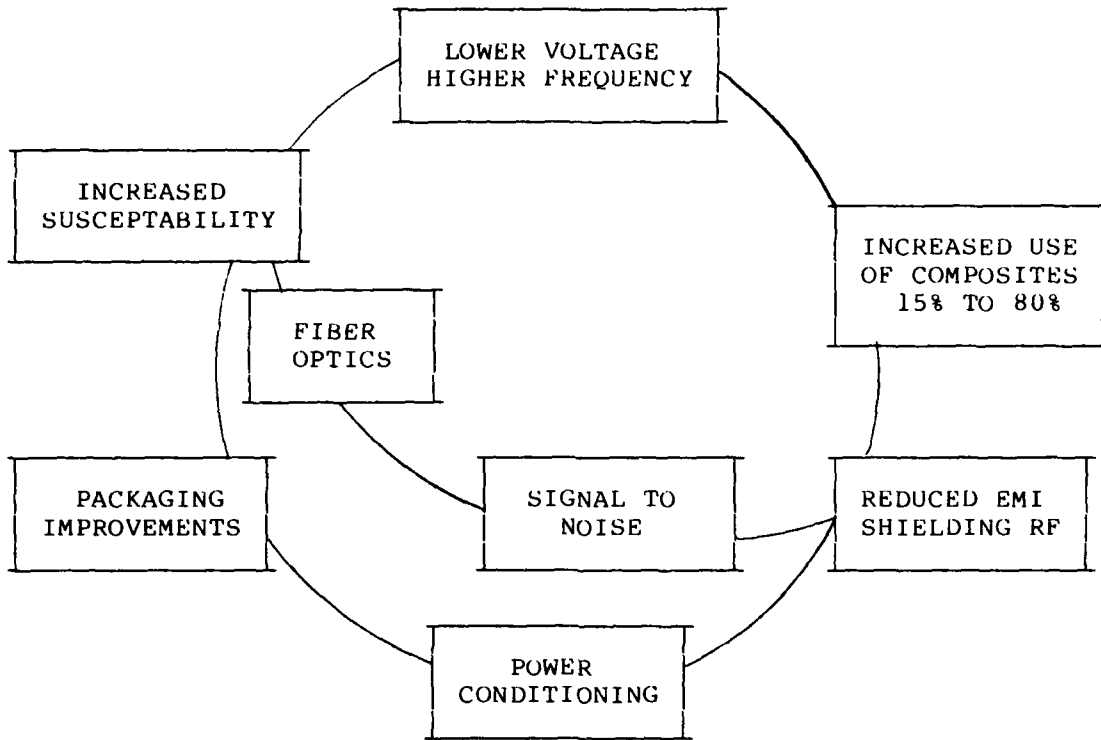 LOWER VOLTAGE
HIGHER FREQUENCY
INCREASED
SUSCEPTABILITY
INCREASED USE
OF COMPOSITES
15% TO 80%
FIBER
OPTICS
PACKAGING
IMPROVEMENTS
SIGNAL TO
NOISE
REDUCED EMI
SHIELDING RF
POWER
CONDITIONING